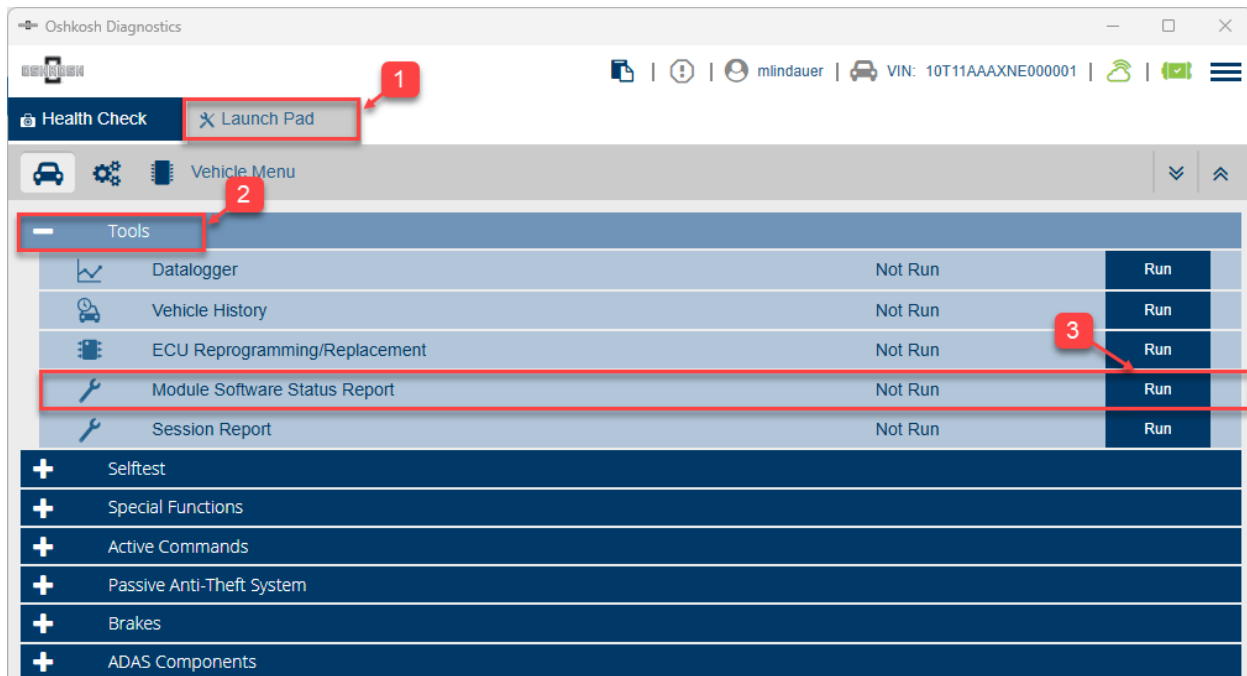 Oshkosh Diagnostics
OSHKOSH
mlindauer | VIN: 10T11AAAXNE000001
1
Health Check Launch Pad
Vehicle Menu
2
Tools
Datalogger Not Run Run
Vehicle History Not Run Run
3
ECU Reprogramming/Replacement Not Run Run
Module Software Status Report Not Run Run
Session Report Not Run Run
Selftest
Special Functions
Active Commands
Passive Anti-Theft System
Brakes
ADAS Components